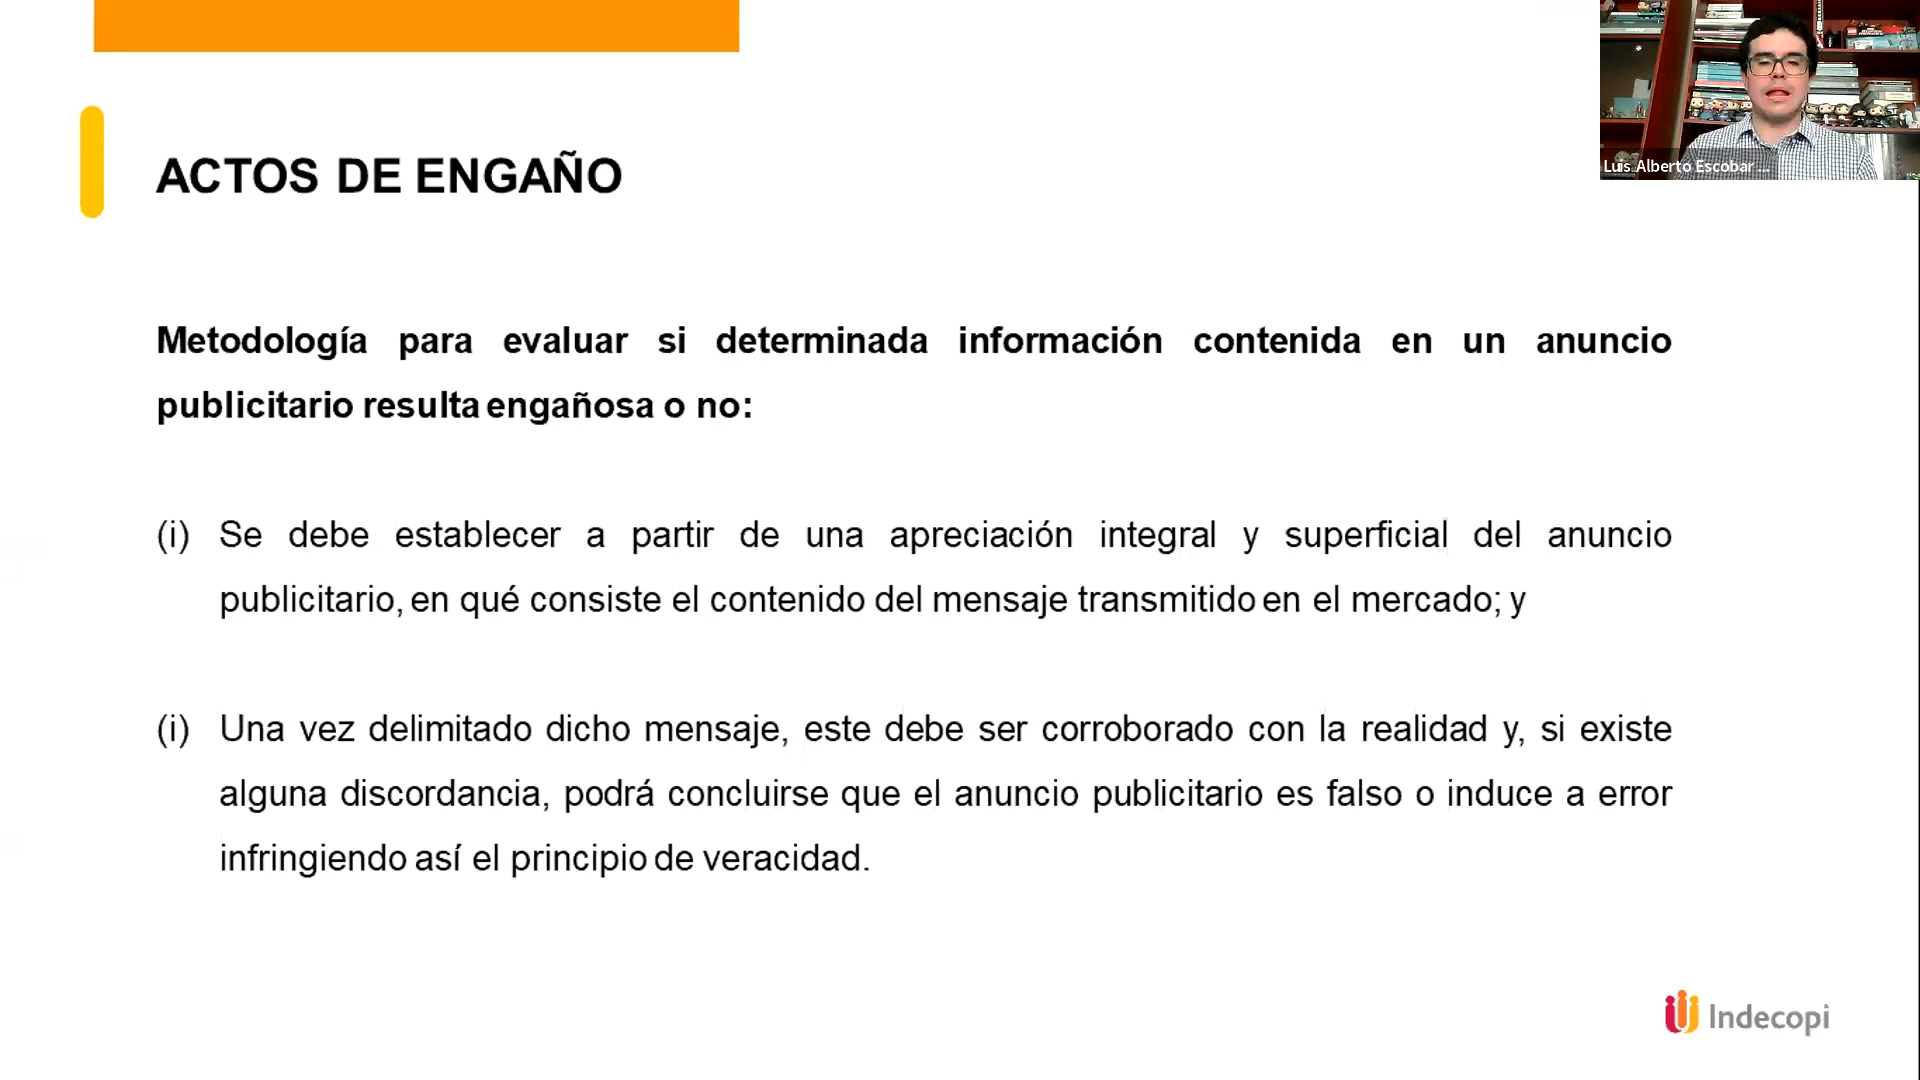 Luis Alberto Escobar ...
ACTOS DE ENGAÑO
Metodología para evaluar si determinada información contenida en un anuncio
publicitario resulta engañosa o no:
(i) Se debe establecer a partir de una apreciación integral y superficial del anuncio
publicitario, en qué consiste el contenido del mensaje transmitido en el mercado; y
(i) Una vez delimitado dicho mensaje, este debe ser corroborado con la realidad y, si existe
alguna discordancia, podrá concluirse que el anuncio publicitario es falso o induce a error
infringiendo así el principio de veracidad.
Indecopi